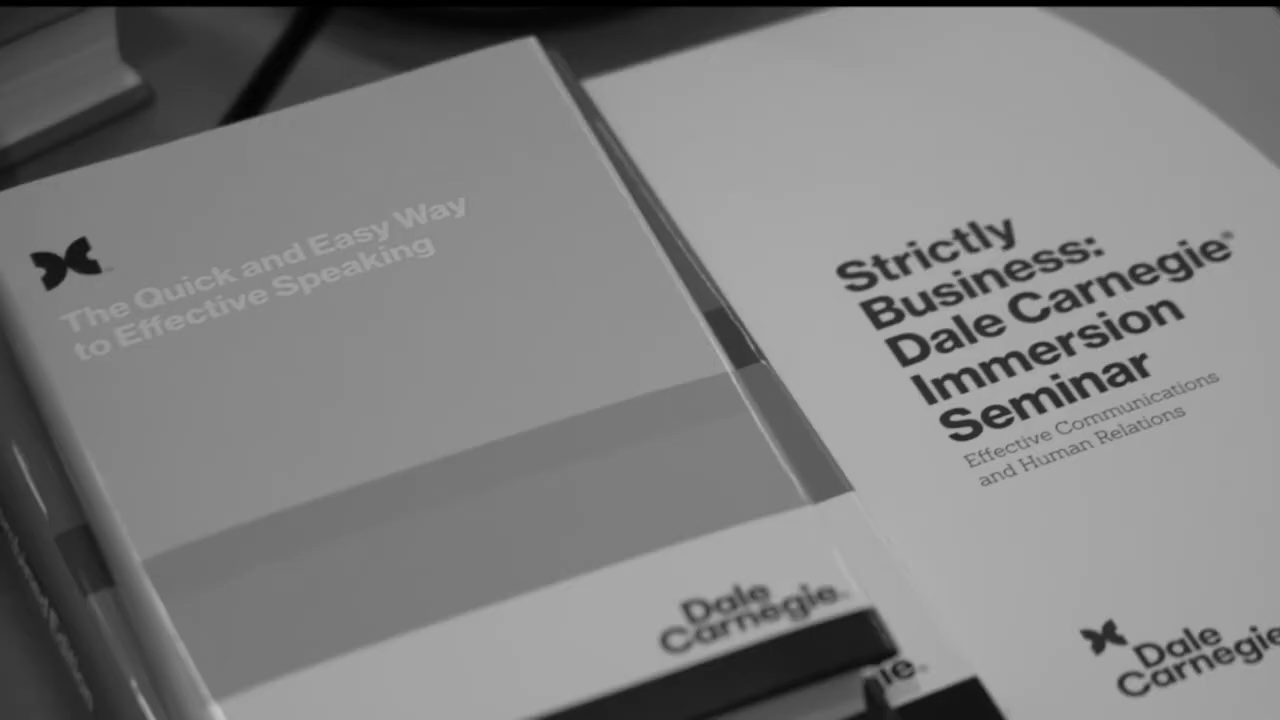 The Quick and Easy Way
to Effective Speaking
Dale
Carnegie
ie
Strictly
Business:
Dale Carnegie®
Immersion
Seminar
Effective Communications
and Human Relations
Dale
Carnegie